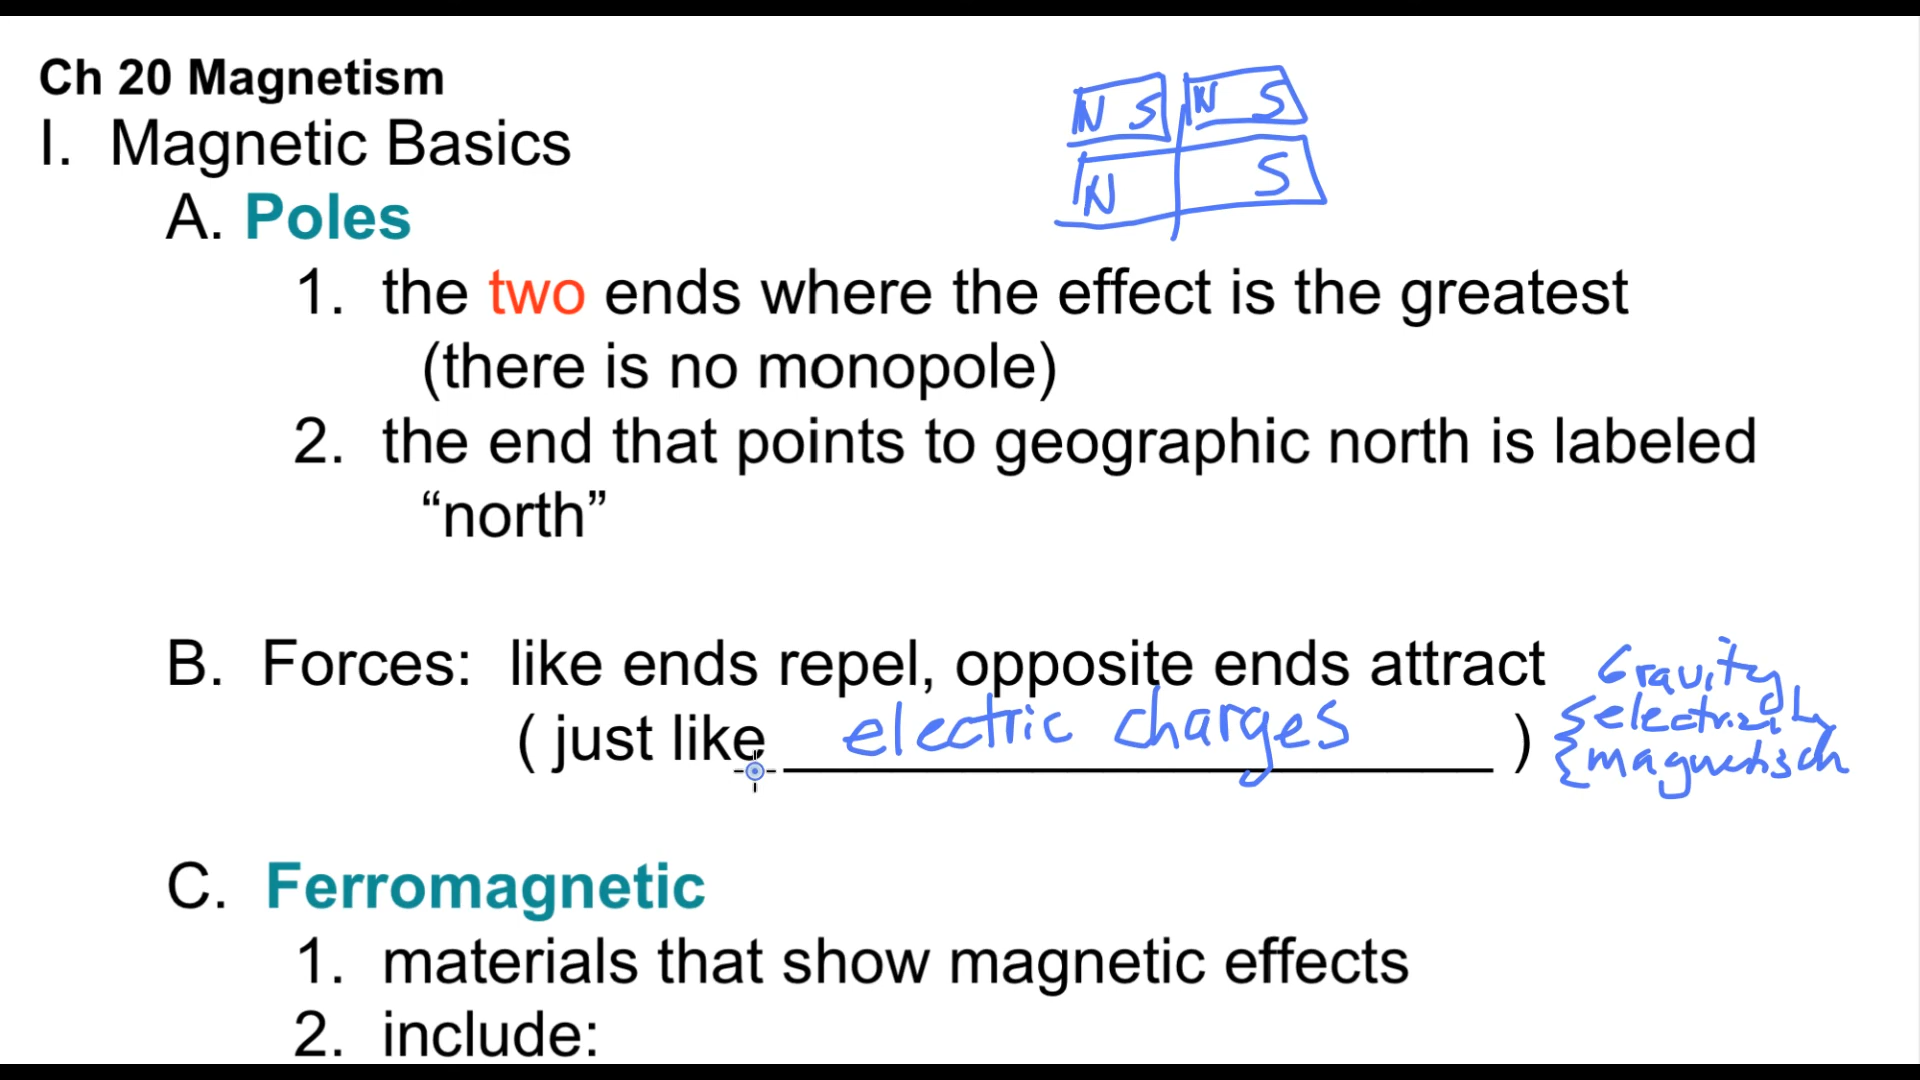 Ch 20 Magnetism
I. Magnetic Basics
N S N S
N S
A. Poles
1. the two ends where the effect is the greatest
(there is no monopole)
2. the end that points to geographic north is labeled
“north”
B. Forces: like ends repel, opposite ends attract
Gravity
( just like electric charges )
magnetism
C. Ferromagnetic
1. materials that show magnetic effects
2. include: